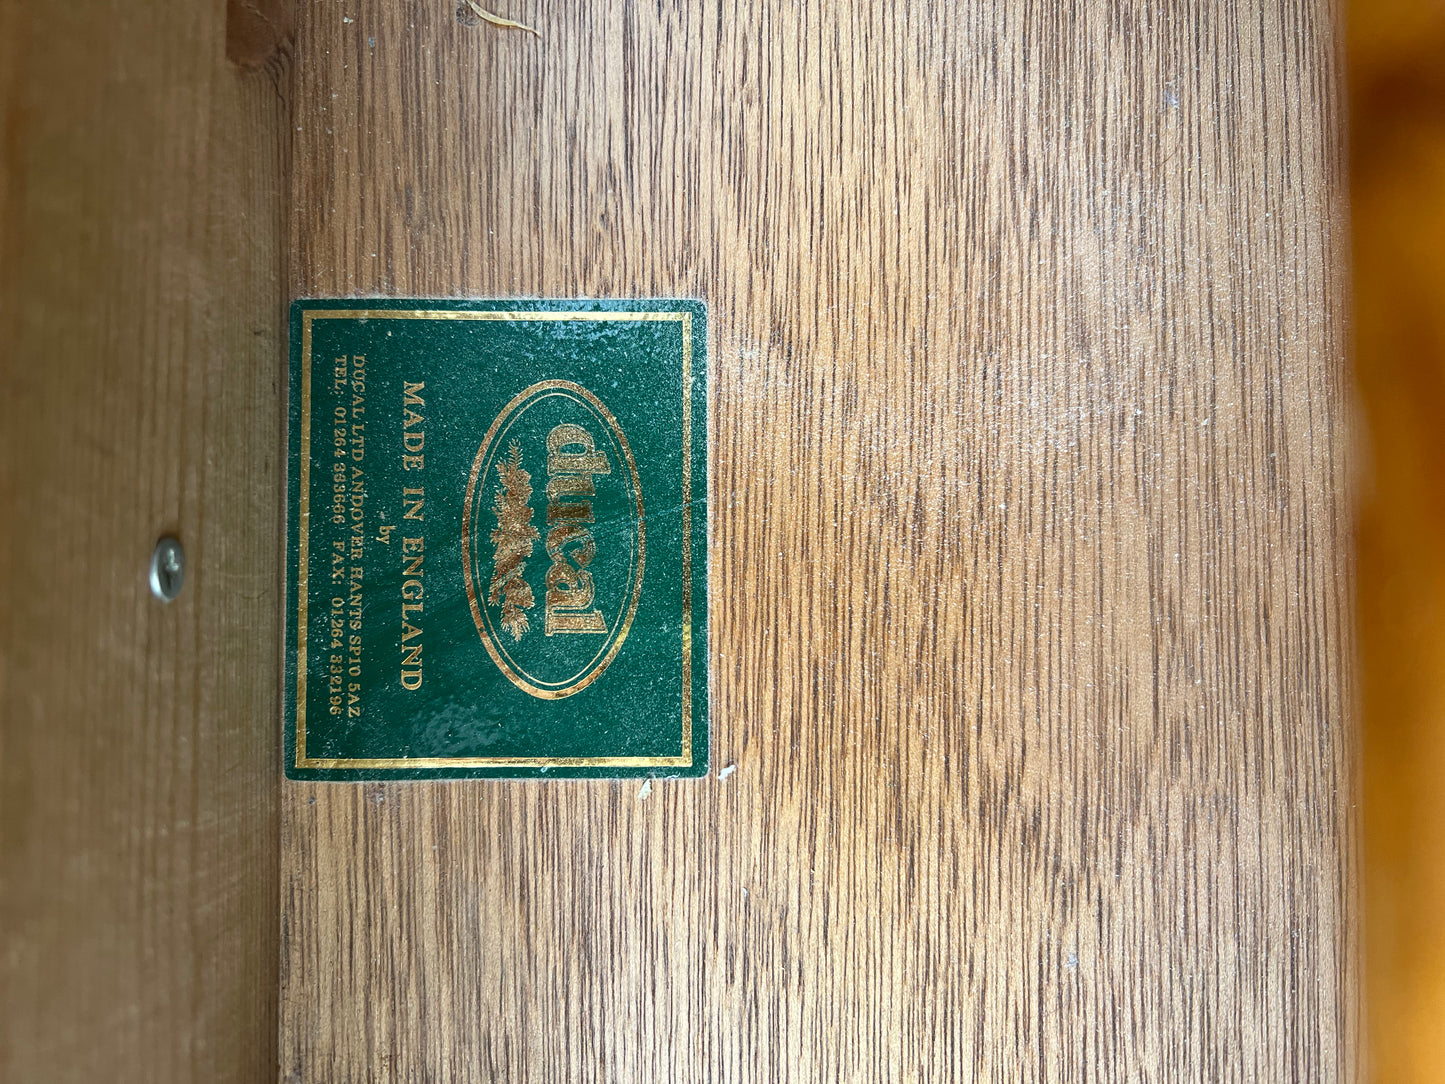 ducal
MADE IN ENGLAND
by
DUCAL LTD ANDOVER HANTS SP10 5AZ
TEL: 01264 333666 FAX: 01264 332196